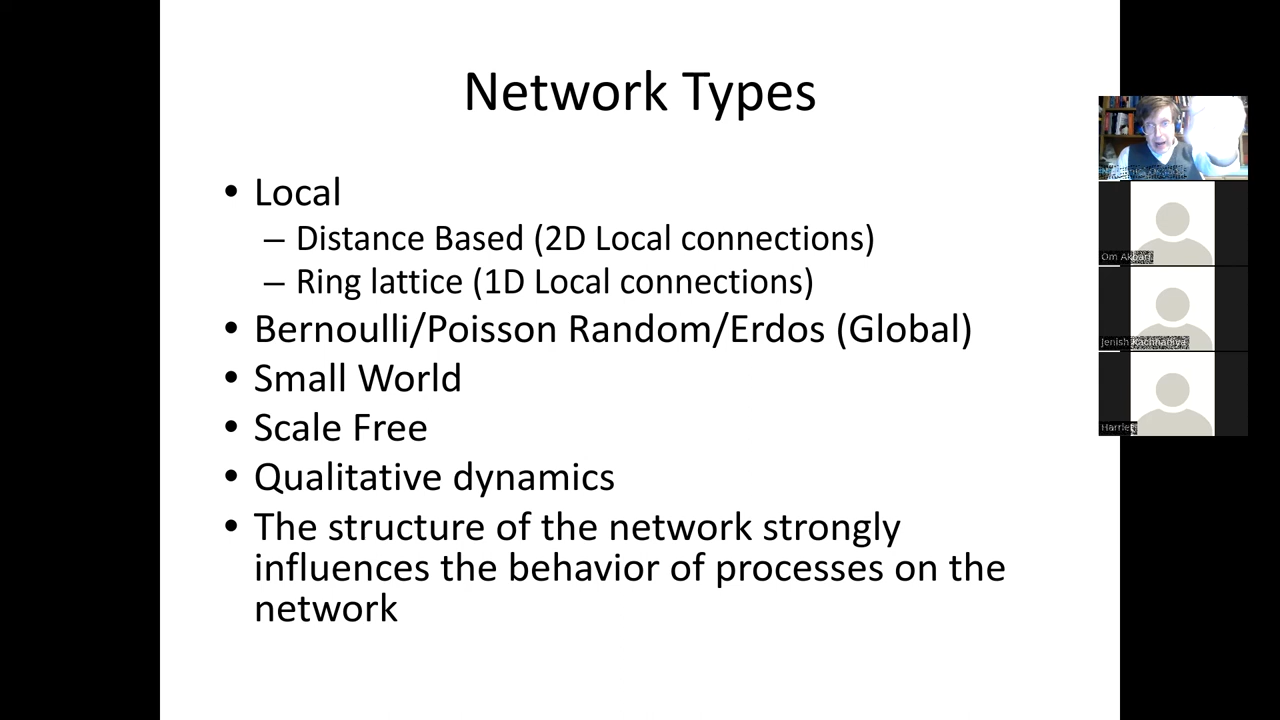 Network Types
• Local
– Distance Based (2D Local connections)
– Ring lattice (1D Local connections)
• Bernoulli/Poisson Random/Erdos (Global)
• Small World
• Scale Free
• Qualitative dynamics
• The structure of the network strongly
influences the behavior of processes on the
network
Om
Jenish